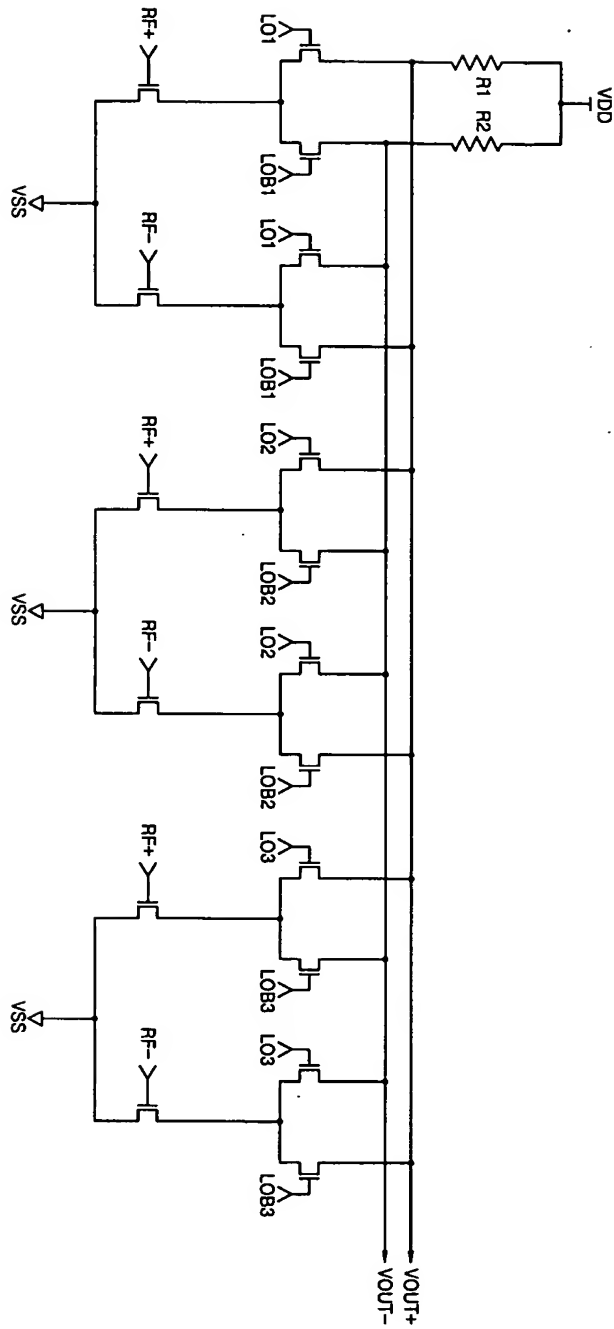 VDD
R1
R2
LO1
LOB1
LO1
LOB1
LO2
LOB2
LO2
LOB2
LO3
LOB3
LO3
LOB3
RF+
RF-
RF+
RF-
RF+
RF-
VSS
VSS
VSS
VOUT+
VOUT-